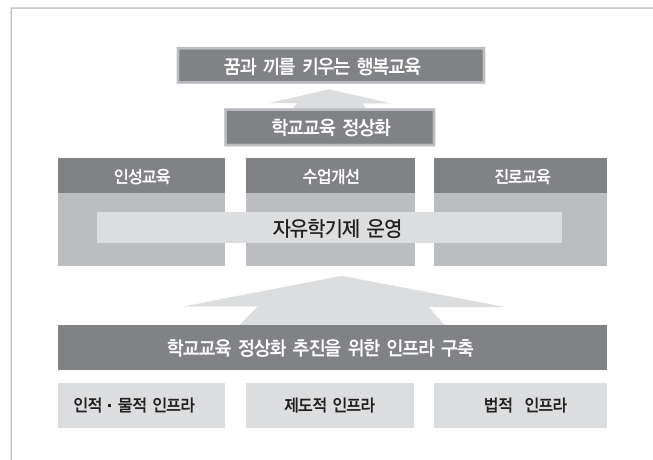 꿈과 끼를 키우는 행복교육
학교교육 정상화
인성교육
수업개선
진로교육
자유학기제 운영
학교교육 정상화 추진을 위한 인프라 구축
인적·물적 인프라
제도적 인프라
법적 인프라